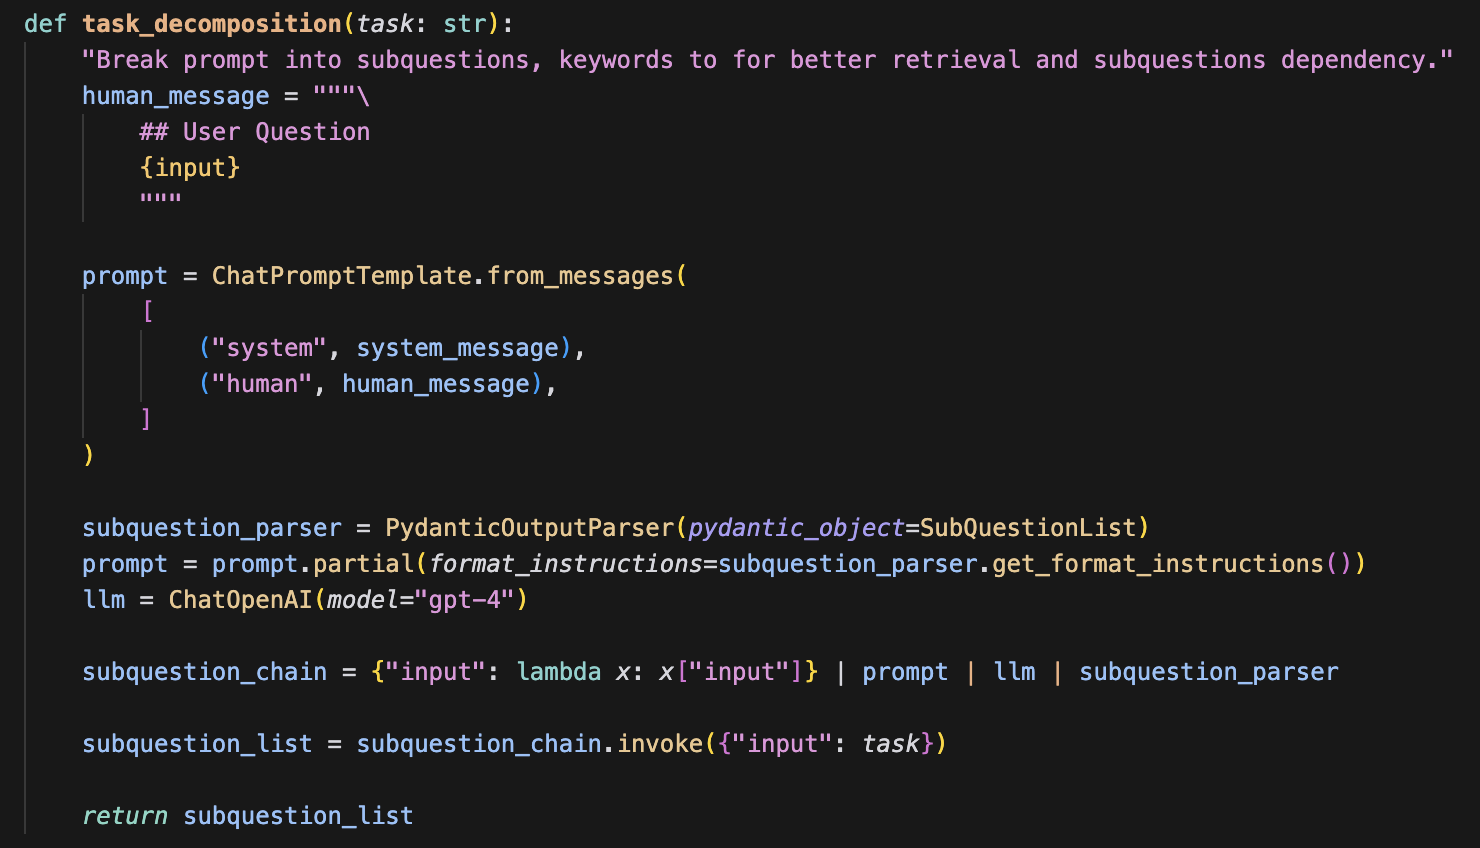 def task_decomposition(task: str):
    "Break prompt into subquestions, keywords to for better retrieval and subquestions dependency."
    human_message = """\
        ## User Question
        {input}
        """
    prompt = ChatPromptTemplate.from_messages(
        [
            ("system", system_message),
            ("human", human_message),
        ]
    )
    subquestion_parser = PydanticOutputParser(pydantic_object=SubQuestionList)
    prompt = prompt.partial(format_instructions=subquestion_parser.get_format_instructions())
    llm = ChatOpenAI(model="gpt-4")
    subquestion_chain = {"input": lambda x: x["input"]} | prompt | llm | subquestion_parser
    subquestion_list = subquestion_chain.invoke({"input": task})
    return subquestion_list